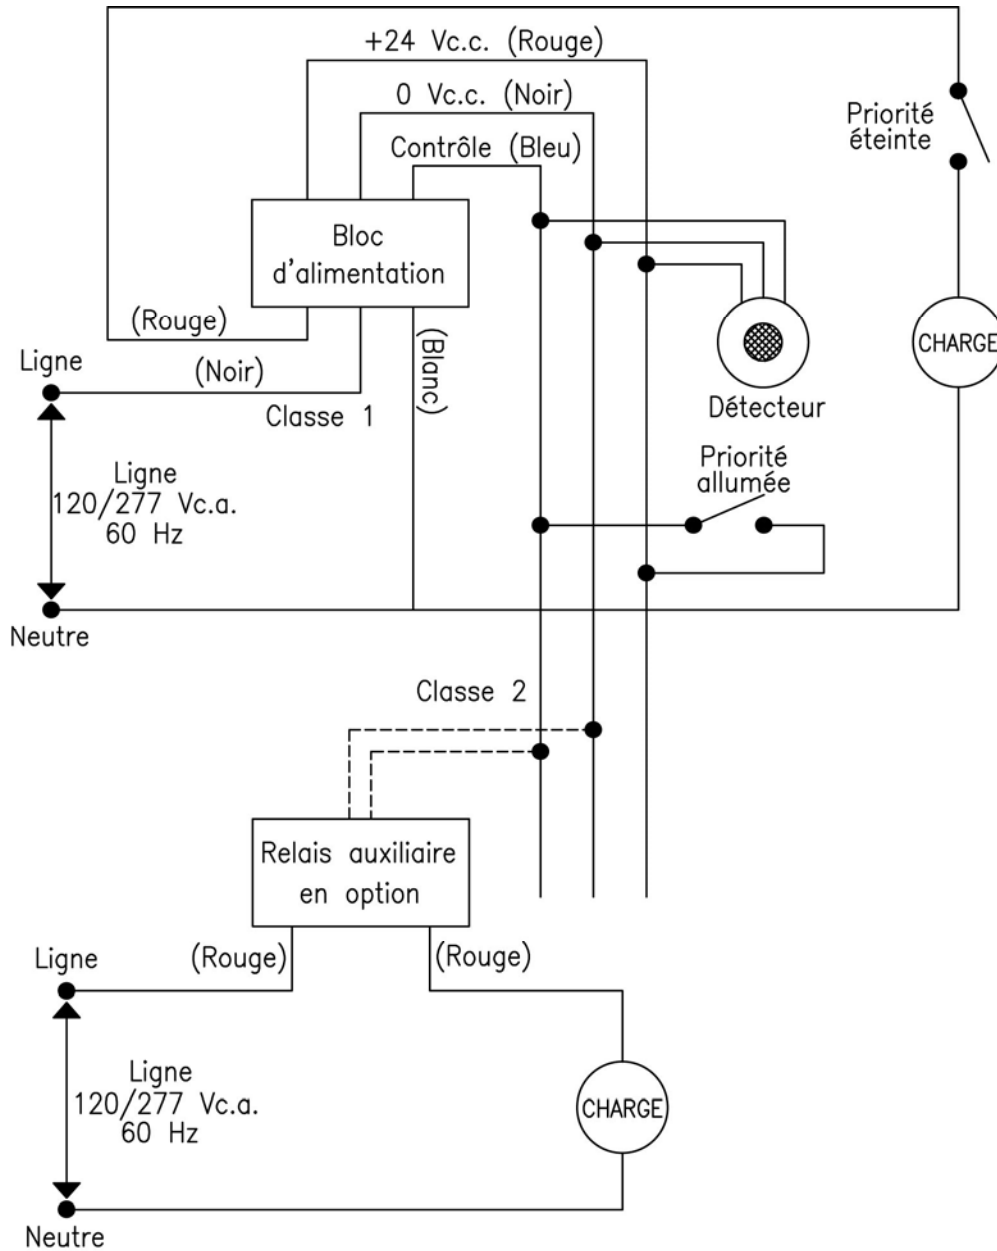 +24 Vc.c. (Rouge)
0 Vc.c. (Noir)
Contrôle (Bleu)
Priorité
éteinte
Bloc
d'alimentation
(Rouge)
(Blanc)
CHARGE
Ligne
(Noir)
Classe 1
Détecteur
Priorité
allumée
Ligne
120/277 Vc.a.
60 Hz
Neutre
Classe 2
Relais auxiliaire
en option
(Rouge)
(Rouge)
Ligne
Ligne
120/277 Vc.a.
60 Hz
CHARGE
Neutre